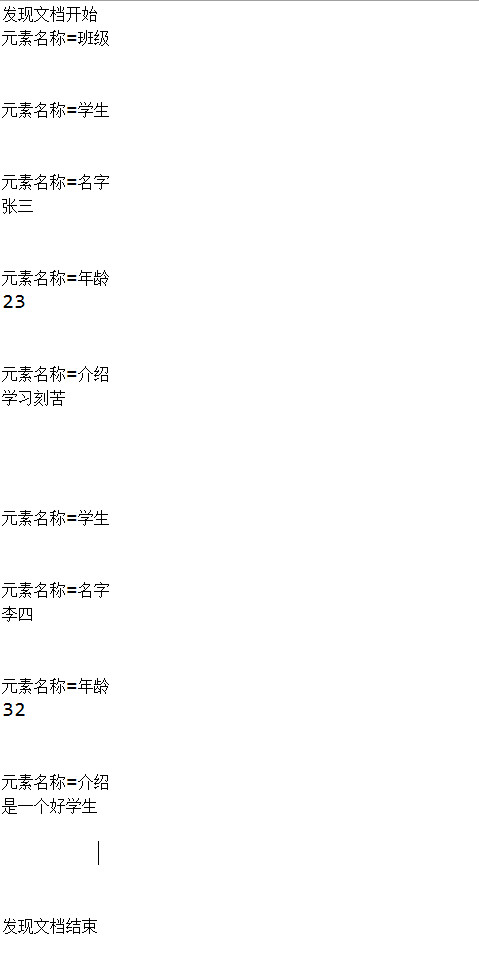 发现文档开始
元素名称=班级
元素名称=学生
元素名称=名字
张三
元素名称=年龄
23
元素名称=介绍
学习刻苦
元素名称=学生
元素名称=名字
李四
元素名称=年龄
32
元素名称=介绍
是一个好学生
发现文档结束